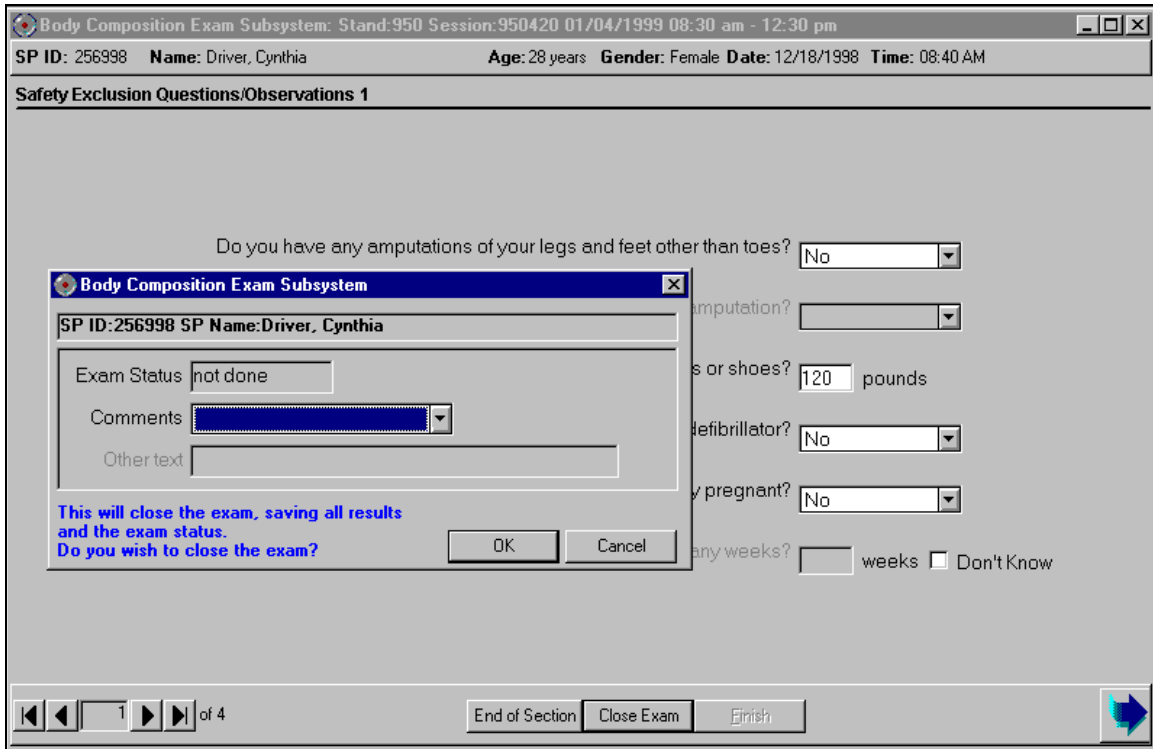 Body Composition Exam Subsystem: Stand:950 Session:950420 01/04/1999 08:30 am - 12:30 pm
SP ID: 256998 Name: Driver, Cynthia Age: 28 years Gender: Female Date: 12/18/1998 Time: 08:40 AM
Safety Exclusion Questions/Observations 1
Do you have any amputations of your legs and feet other than toes? No
Body Composition Exam Subsystem
SP ID:256998 SP Name:Driver, Cynthia
Exam Status not done
Comments
Other text
This will close the exam, saving all results
and the exam status.
Do you wish to close the exam?
OK Cancel
amputation?
s or shoes? 120 pounds
defibrillator? No
y pregnant? No
any weeks? weeks Don't Know
1 of 4 End of Section Close Exam Finish